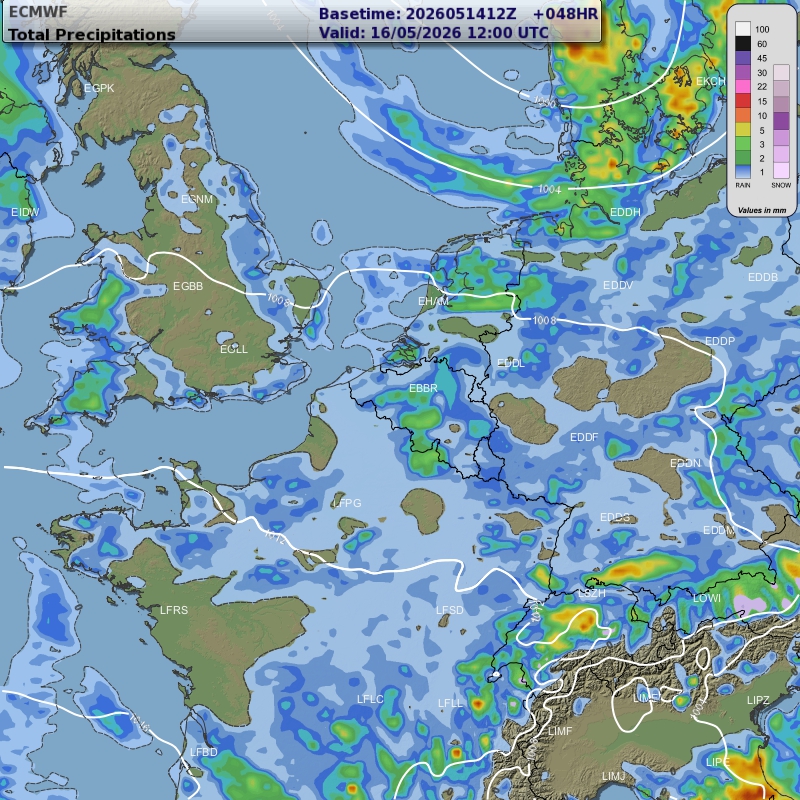 ECMWF
Basetime: 2026051412Z +048HR
Total Precipitations
Valid: 16/05/2026 12:00 UTC
100
60
45
30
22
15
10
5
3
2
1
RAIN SNOW
Values in mm
EGPK
EKCH
1000
1004
EIDW
EGNM
EDDH
EGBB
1008
EHAM
EDDV
EDDB
1008
EGLL
EDDL
EDDP
EBBR
EDDF
EDDN
LFPG
EDDS
EDDM
1012
LFRS
LFSD
LSZH
LOWI
LFLC
LFLL
LIPZ
LIMF
LFBD
LIPE
LIMJ